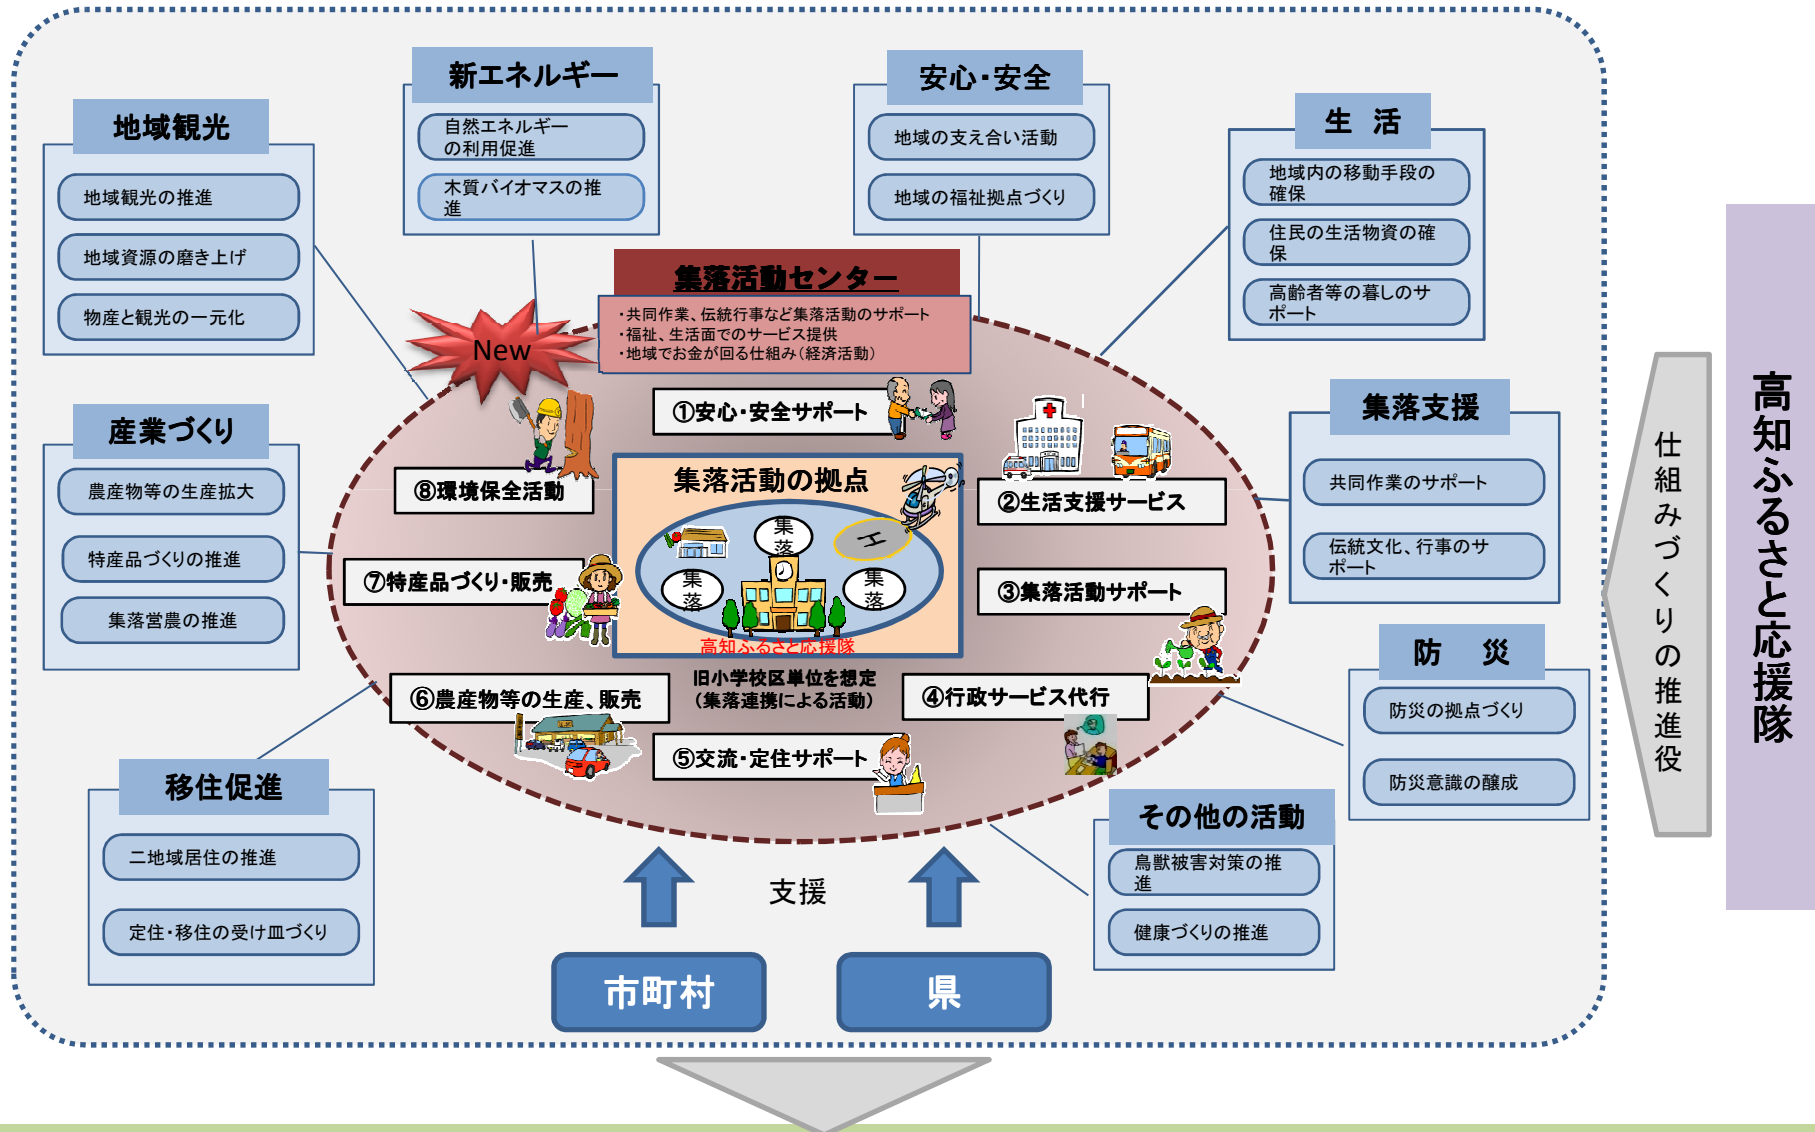 新エネルギー
自然エネルギー
の利用促進
木質バイオマスの推
進
安心・安全
地域の支え合い活動
地域の福祉拠点づくり
生 活
地域内の移動手段の
確保
住民の生活物資の確
保
高齢者等の暮しのサ
ポート
地域観光
地域観光の推進
地域資源の磨き上げ
物産と観光の一元化
集落活動センター
・共同作業、伝統行事など集落活動のサポート
・福祉、生活面でのサービス提供
・地域でお金が回る仕組み（経済活動）
New
①安心・安全サポート
②生活支援サービス
③集落活動サポート
④行政サービス代行
⑤交流・定住サポート
⑥農産物等の生産、販売
⑦特産品づくり・販売
⑧環境保全活動
集落活動の拠点
集
落
集
落
集
落
エ
高知ふるさと応援隊
旧小学校区単位を想定
（集落連携による活動）
産業づくり
農産物等の生産拡大
特産品づくりの推進
集落営農の推進
集落支援
共同作業のサポート
伝統文化、行事のサ
ポート
防 災
防災の拠点づくり
防災意識の醸成
移住促進
二地域居住の推進
定住・移住の受け皿づくり
その他の活動
鳥獣被害対策の推
進
健康づくりの推進
支援
市町村
県
仕組みづくりの推進役
高知ふるさと応援隊